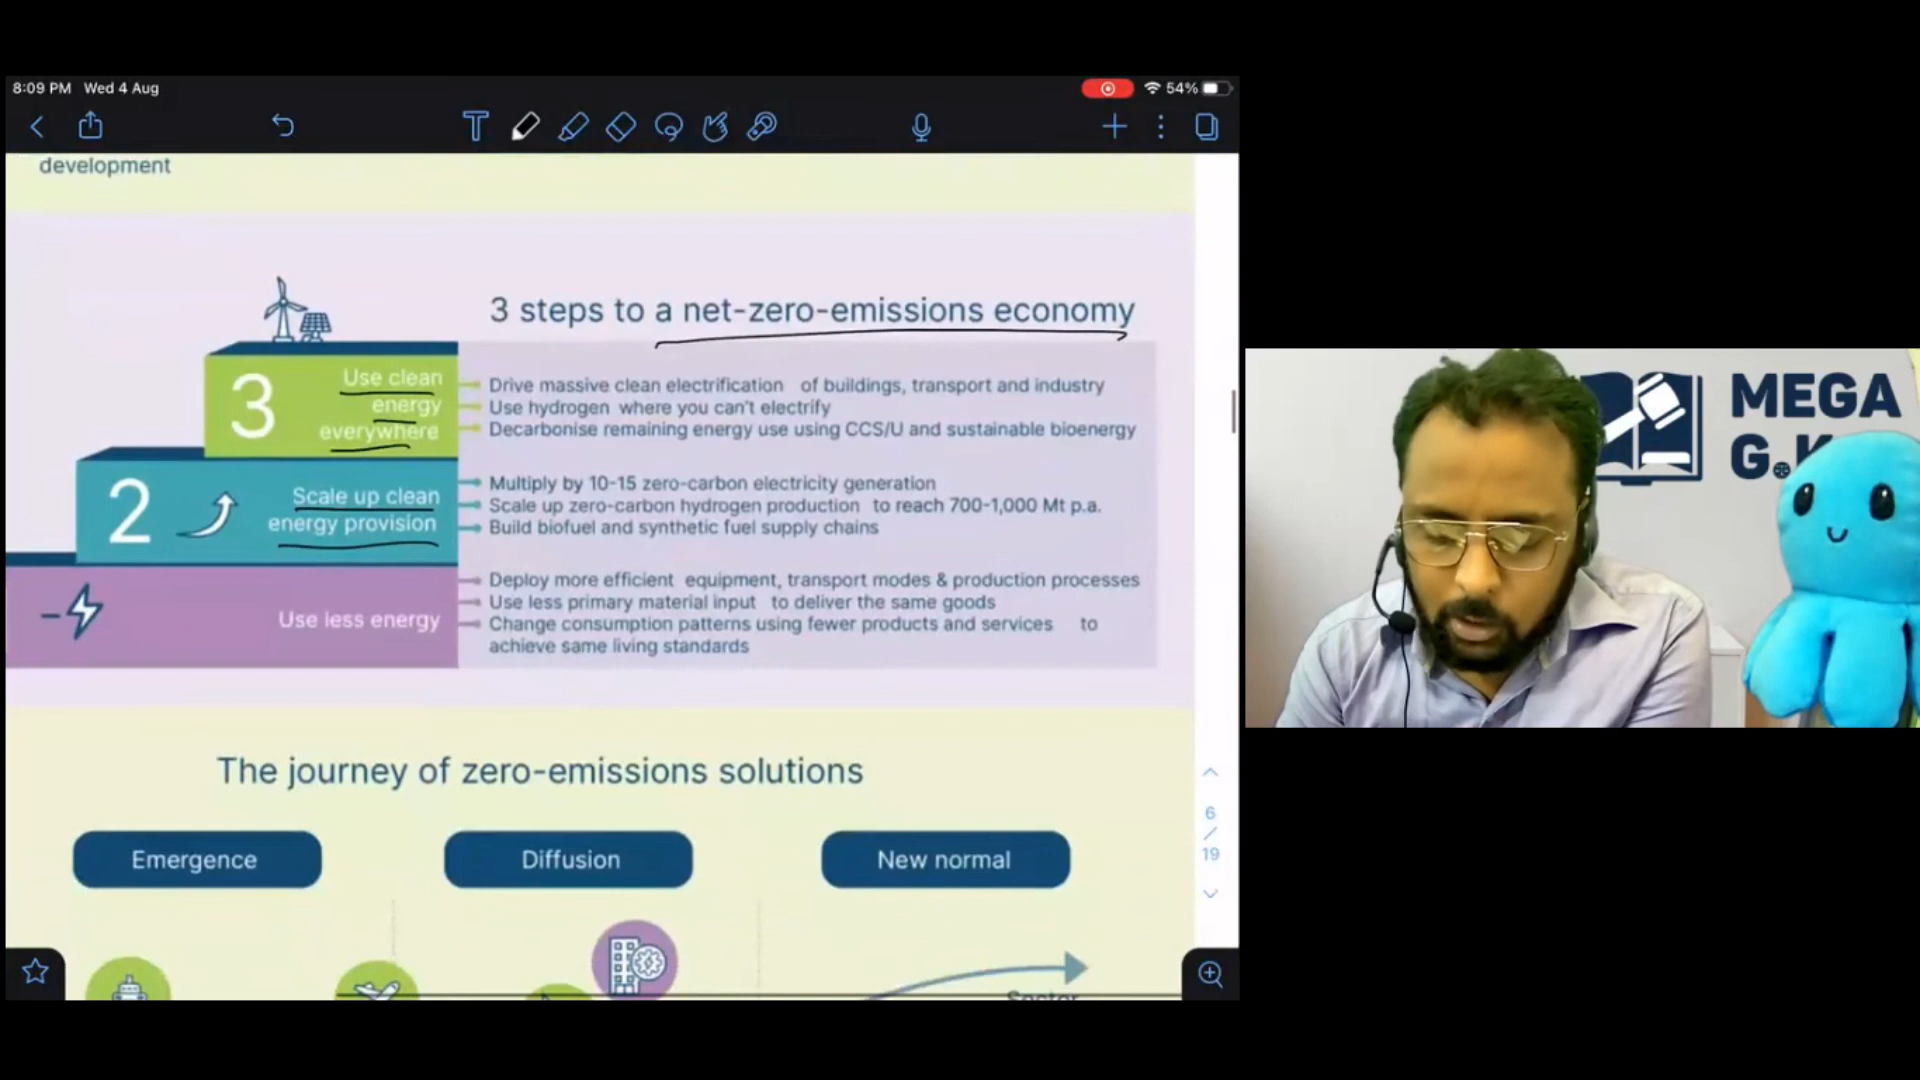 8:09 PM Wed 4 Aug
54%
development
3 steps to a net-zero-emissions economy
3
Use clean
energy
everywhere
Drive massive clean electrification of buildings, transport and industry
Use hydrogen where you can't electrify
Decarbonise remaining energy use using CCS/U and sustainable bioenergy
2
Scale up clean
energy provision
Multiply by 10-15 zero-carbon electricity generation
Scale up zero-carbon hydrogen production to reach 700-1,000 Mt p.a.
Build biofuel and synthetic fuel supply chains
Use less energy
Deploy more efficient equipment, transport modes & production processes
Use less primary material input to deliver the same goods
Change consumption patterns using fewer products and services to
achieve same living standards
The journey of zero-emissions solutions
Emergence
Diffusion
New normal
Sector
6
/
19
MEGA
G.K